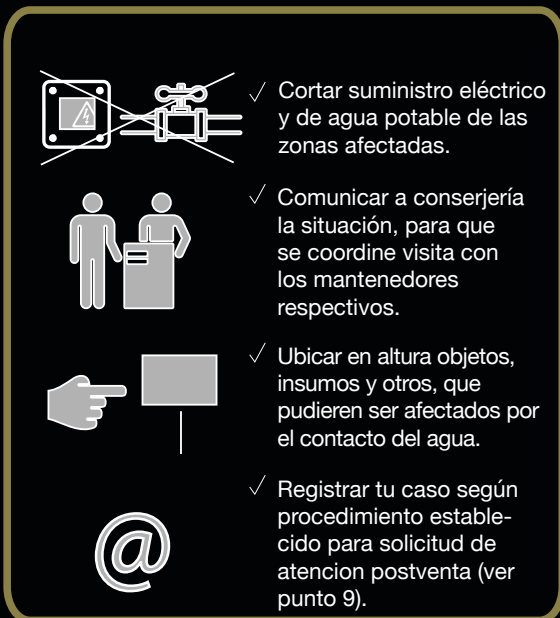 ✓ Cortar suministro eléctrico
y de agua potable de las
zonas afectadas.
✓ Comunicar a conserjería
la situación, para que
se coordine visita con
los mantenedores
respectivos.
✓ Ubicar en altura objetos,
insumos y otros, que
pudieren ser afectados por
el contacto del agua.
@
✓ Registrar tu caso según
procedimiento estable-
cido para solicitud de
atencion postventa (ver
punto 9).